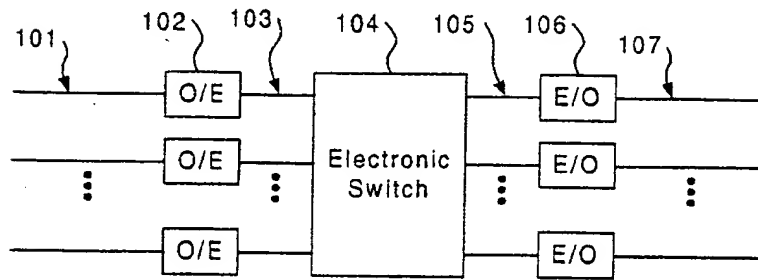 101
102
103
104
105
106
107
O/E
E/O
O/E
Electronic
Switch
E/O
O/E
E/O